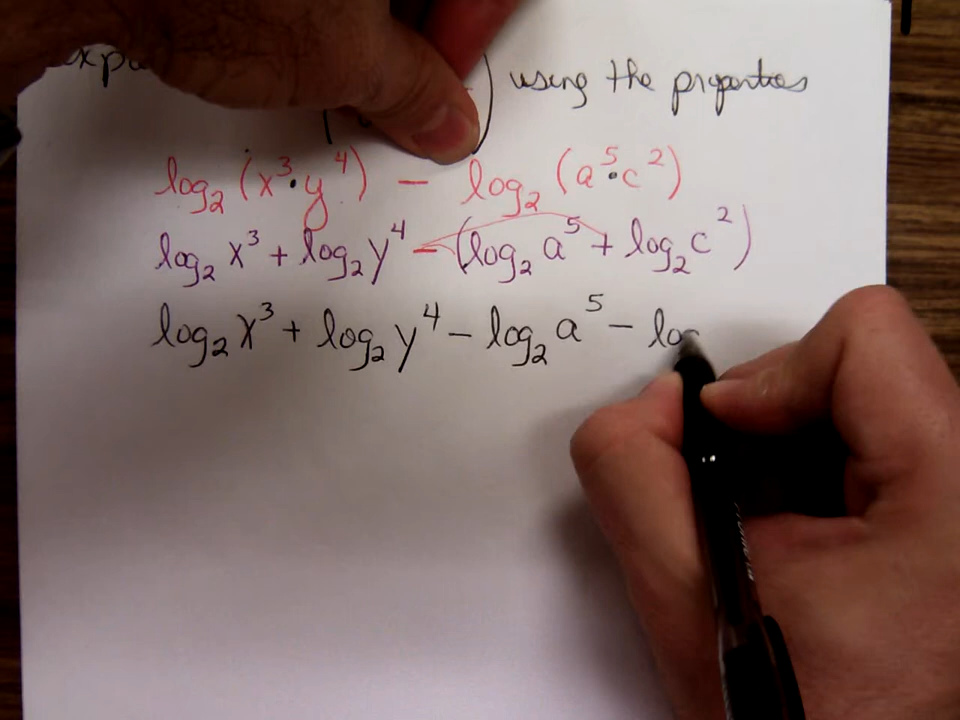 using the properties
log₂ (x³·y⁴) − log₂ (a⁵·c²)
log₂ x³ + log₂ y⁴ − (log₂ a⁵ + log₂ c²)
log₂ x³ + log₂ y⁴ − log₂ a⁵ − log